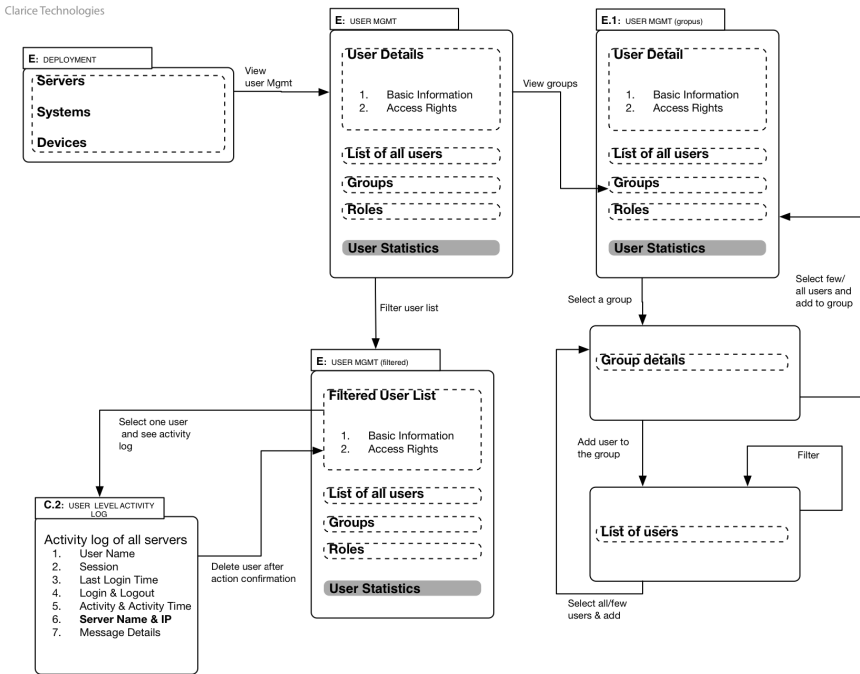 Clarice Technologies
E: DEPLOYMENT
Servers
Systems
Devices
View
user Mgmt
E: USER MGMT
User Details
1. Basic Information
2. Access Rights
List of all users
Groups
Roles
User Statistics
View groups
E.1: USER MGMT (gropus)
User Detail
1. Basic Information
2. Access Rights
List of all users
Groups
Roles
User Statistics
Select few/
all users and
add to group
Select a group
Group details
Add user to
the group
Filter
List of users
Select all/few
users & add
Filter user list
E: USER MGMT (filtered)
Filtered User List
1. Basic Information
2. Access Rights
List of all users
Groups
Roles
User Statistics
Select one user
and see activity
log
Delete user after
action confirmation
C.2: USER LEVEL ACTIVITY
LOG
Activity log of all servers
1. User Name
2. Session
3. Last Login Time
4. Login & Logout
5. Activity & Activity Time
6. Server Name & IP
7. Message Details